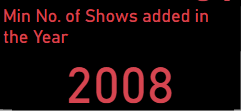 Min No. of Shows added in
the Year
2008